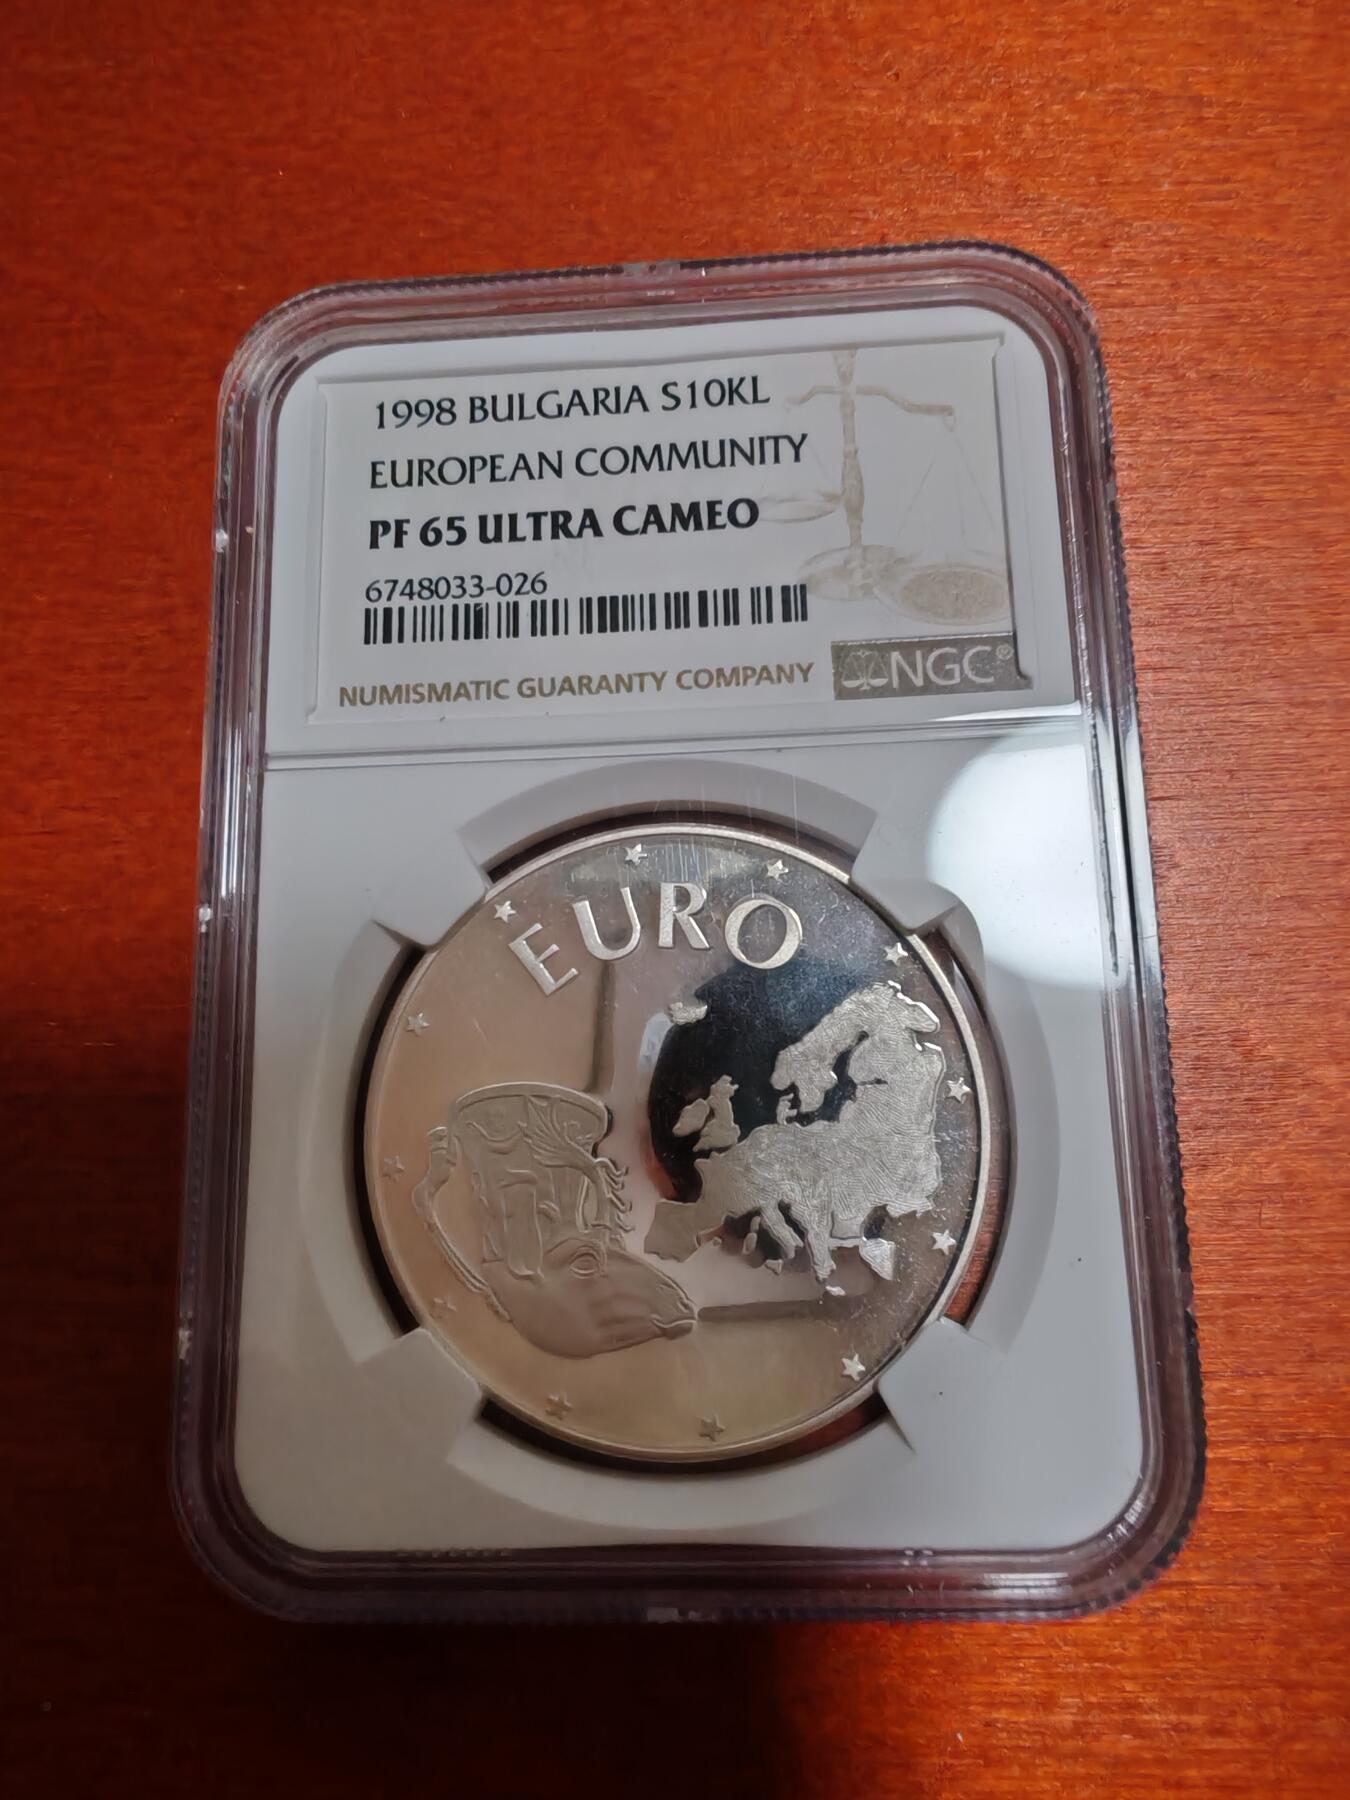 1998 BULGARIA S10KL
EUROPEAN COMMUNITY
PF 65 ULTRA CAMEO
6748033-026
NUMISMATIC GUARANTY COMPANY
NGC®
EURO